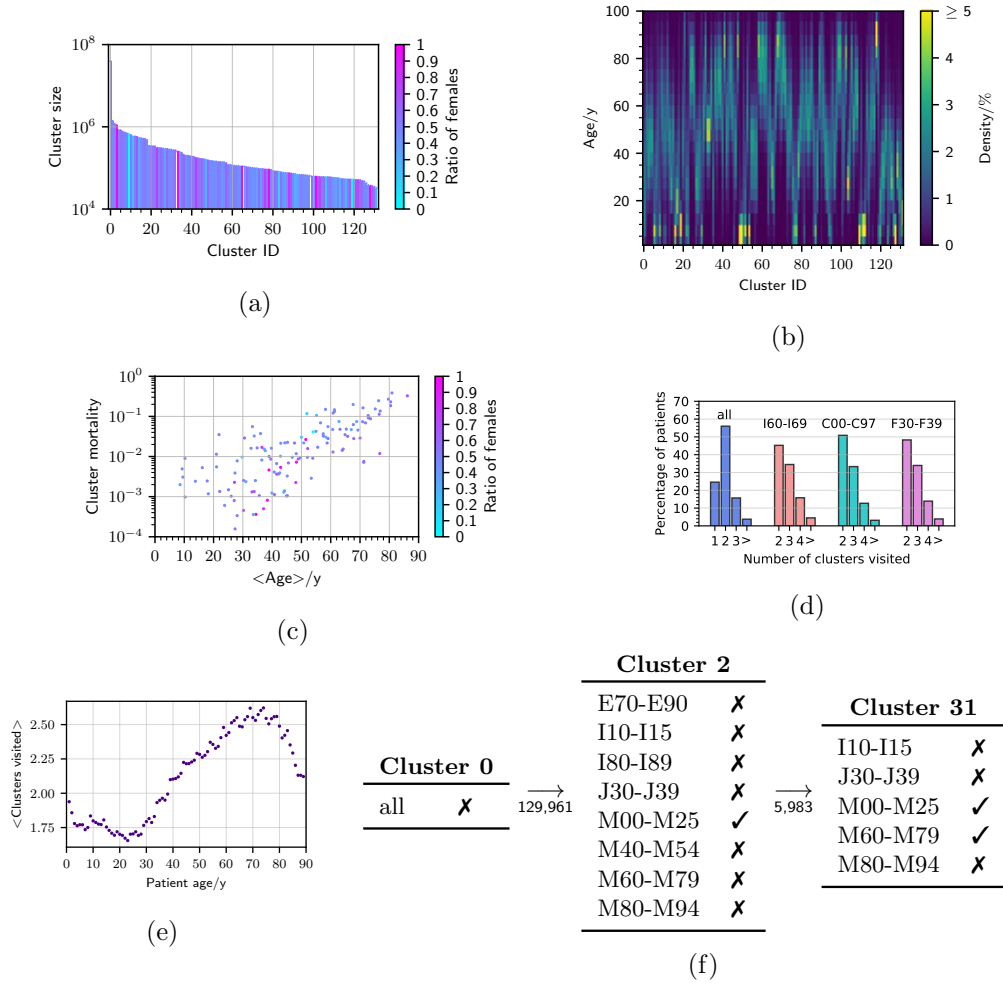 10^8
10^6
10^4
Cluster size
0 20 40 60 80 100 120
Cluster ID
1
0.9
0.8
0.7
0.6
0.5
0.4
0.3
0.2
0.1
0
Ratio of females
(a)
100
80
60
40
20
Age/y
0 20 40 60 80 100 120
Cluster ID
≥ 5
4
3
2
1
0
Density/%
(b)
10^0
10^−1
10^−2
10^−3
10^−4
Cluster mortality
0 10 20 30 40 50 60 70 80 90
<Age>/y
1
0.9
0.8
0.7
0.6
0.5
0.4
0.3
0.2
0.1
0
Ratio of females
(c)
70
60
50
40
30
20
10
0
Percentage of patients
all I60-I69 C00-C97 F30-F39
1 2 3 > 2 3 4 > 2 3 4 > 2 3 4 >
Number of clusters visited
(d)
2.50
2.25
2.00
1.75
<Clusters visited>
0 10 20 30 40 50 60 70 80 90
Patient age/y
(e)
Cluster 0
all ✗
⟶
129,961
Cluster 2
E70-E90 ✗
I10-I15 ✗
I80-I89 ✗
J30-J39 ✗
M00-M25 ✓
M40-M54 ✗
M60-M79 ✗
M80-M94 ✗
⟶
5,983
Cluster 31
I10-I15 ✗
J30-J39 ✗
M00-M25 ✓
M60-M79 ✓
M80-M94 ✗
(f)